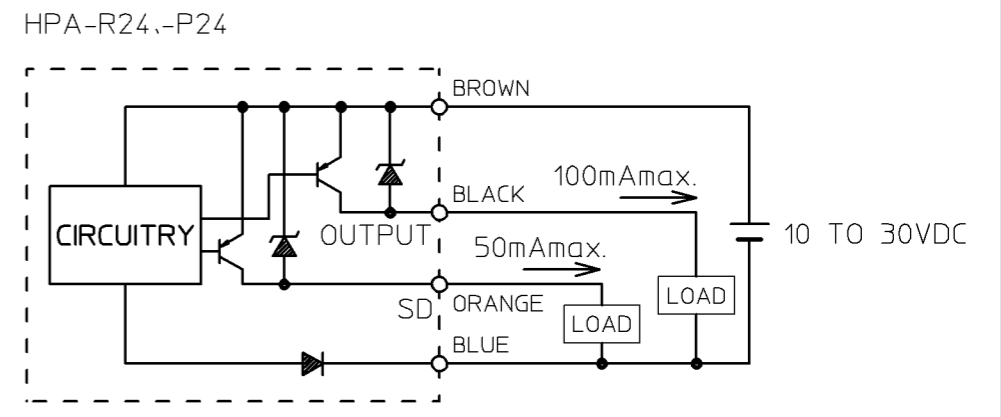 HPA-R24.-P24
BROWN
100mAmax.
BLACK
CIRCUITRY
OUTPUT
10 TO 30VDC
50mAmax.
LOAD
SD
ORANGE
LOAD
BLUE